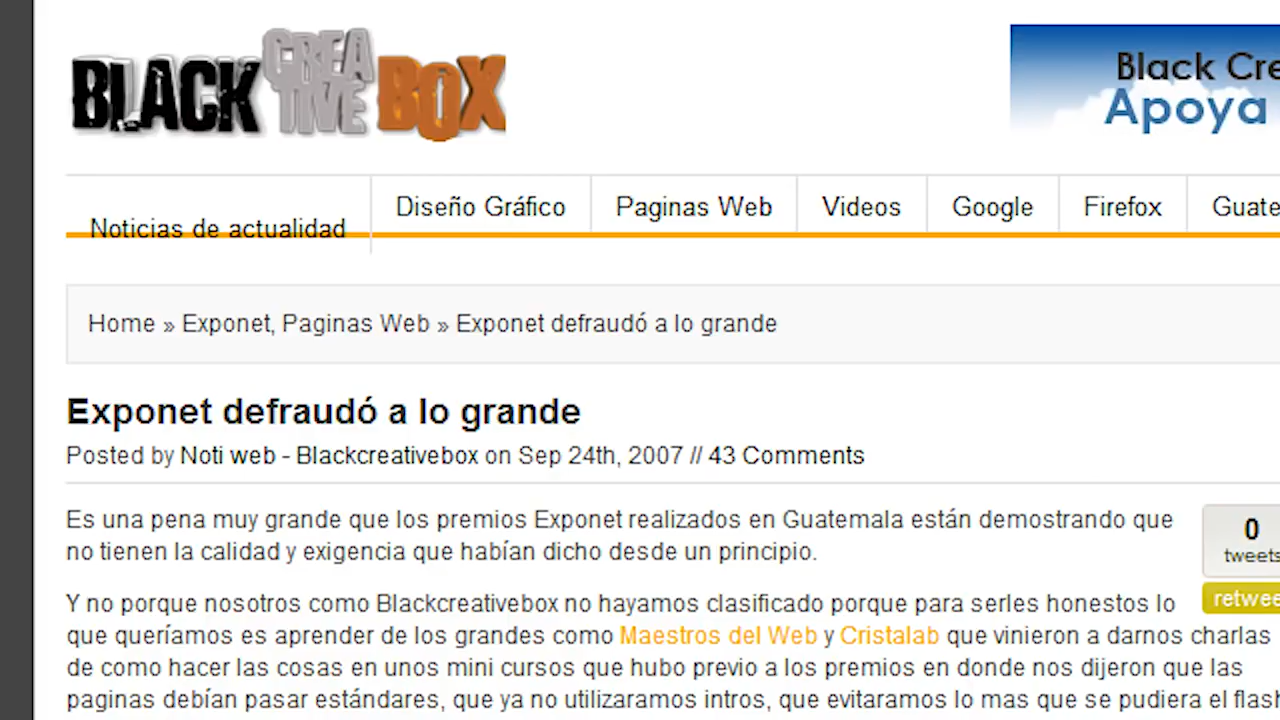 BLACK CREATIVE BOX
Black Cre
Apoya
Noticias de actualidad
Diseño Gráfico
Paginas Web
Videos
Google
Firefox
Guate
Home » Exponet, Paginas Web » Exponet defraudó a lo grande
Exponet defraudó a lo grande
Posted by Noti web - Blackcreativebox on Sep 24th, 2007 // 43 Comments
Es una pena muy grande que los premios Exponet realizados en Guatemala están demostrando que
no tienen la calidad y exigencia que habían dicho desde un principio.
0
tweets
retwee
Y no porque nosotros como Blackcreativebox no hayamos clasificado porque para serles honestos lo
que queríamos es aprender de los grandes como Maestros del Web y Cristalab que vinieron a darnos charlas
de como hacer las cosas en unos mini cursos que hubo previo a los premios en donde nos dijeron que las
paginas debían pasar estándares, que ya no utilizaramos intros, que evitaramos lo mas que se pudiera el flash